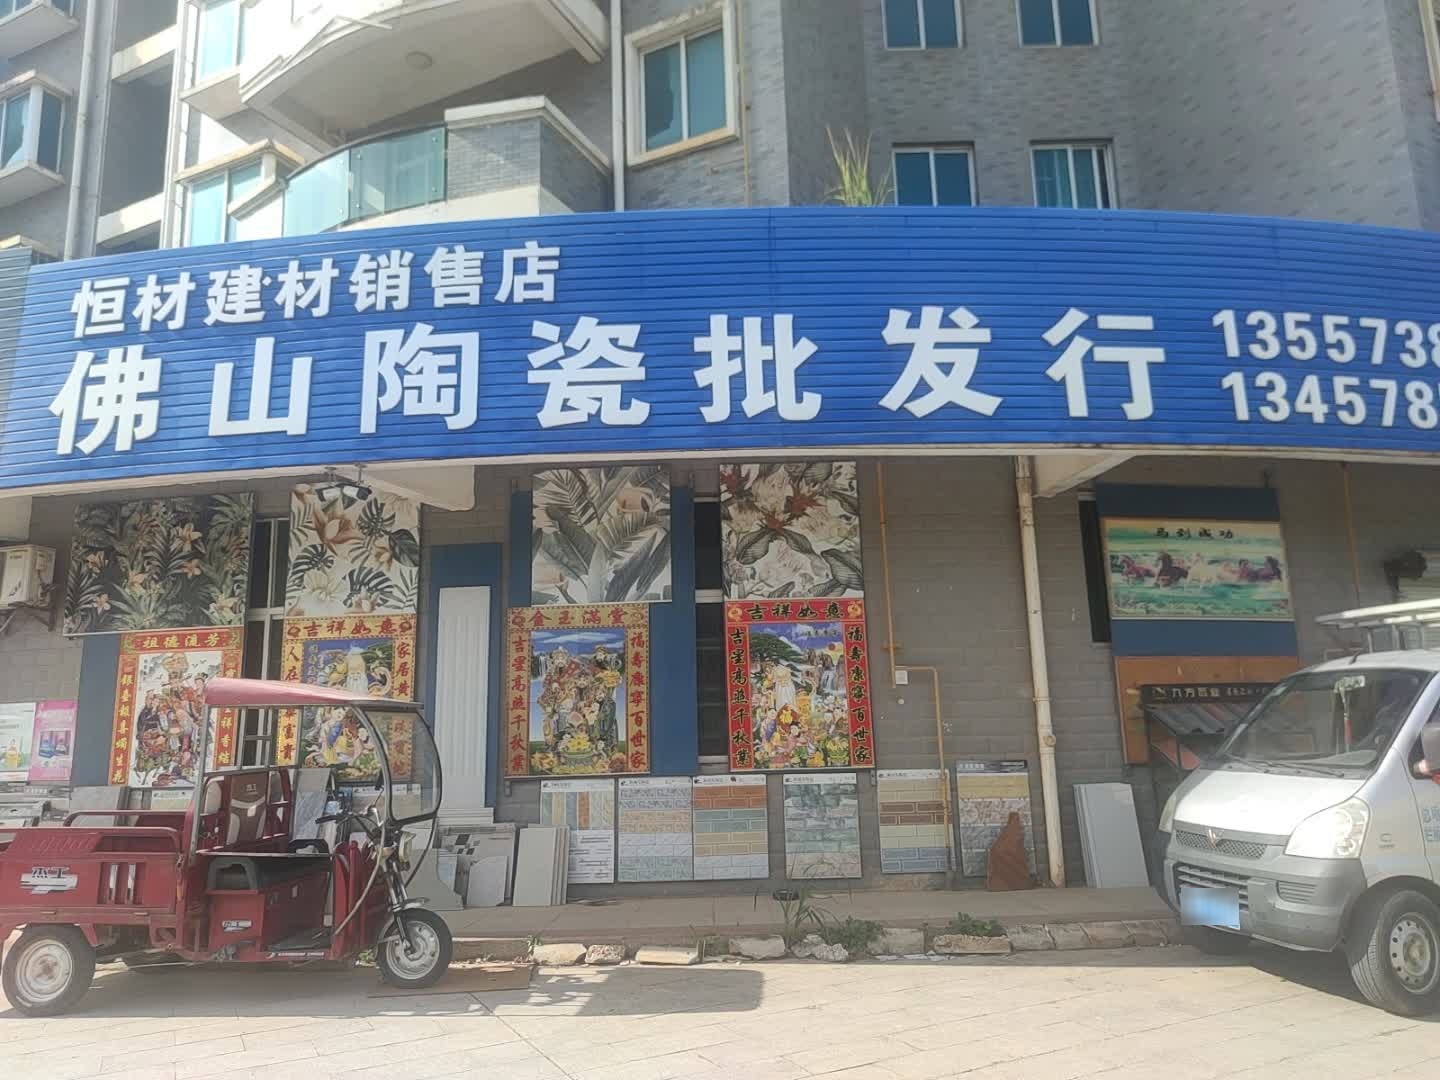 恒材建材销售店
佛山陶瓷批发行
1355738
134578
马到成功
祖德流芳
吉祥如意
金玉满堂
吉星高照千秋业
福寿康宁百世家
吉祥如意
吉星高照千秋业
福寿康宁百世家
杰工